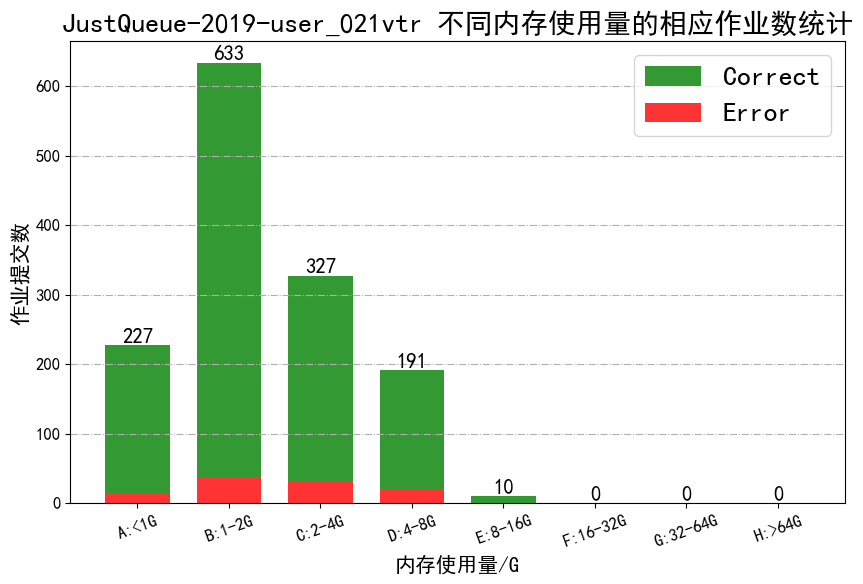 JustQueue-2019-user_021vtr 不同内存使用量的相应作业数统计
Correct
Error
作业提交数
600
500
400
300
200
100
0
227
633
327
191
10
0
0
0
A:<1G
B:1-2G
C:2-4G
D:4-8G
E:8-16G
F:16-32G
G:32-64G
H:>64G
内存使用量/G